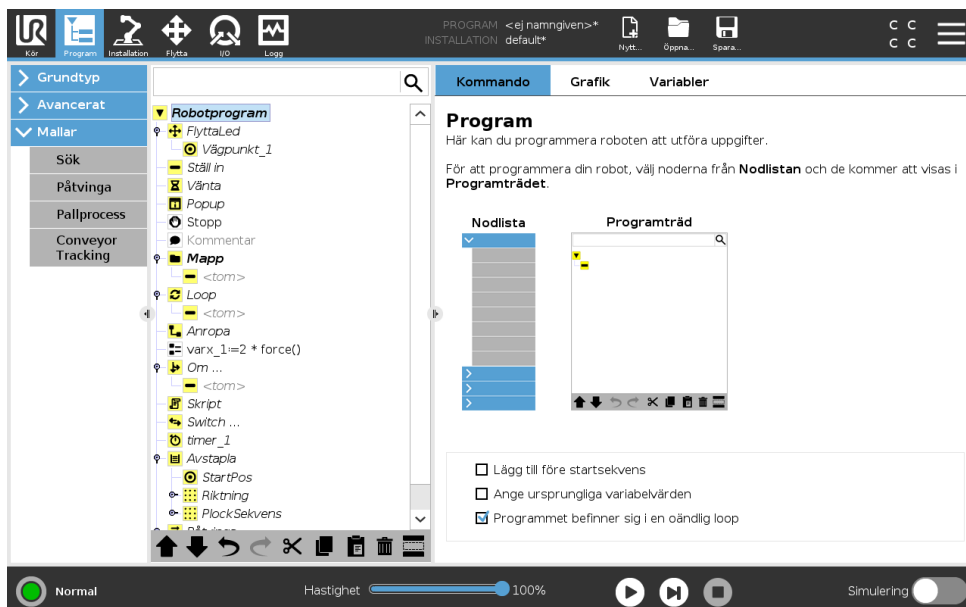 UR
PROGRAM <ej namngiven>*
INSTALLATION default*
Kör Program Installation Flytta I/O Logg Nytt... Öppna... Spara...
C C
C C
Grundtyp
Avancerat
Mallar
Sök
Påtvinga
Pallprocess
Conveyor
Tracking
Robotprogram
FlyttaLed
Vägpunkt_1
Ställ in
Vänta
Popup
Stopp
Kommentar
Mapp
<tom>
Loop
<tom>
Anropa
varx_1:=2 * force()
Om ...
<tom>
Skript
Switch ...
timer_1
Avstapla
StartPos
Riktning
PlockSekvens
Påtvinga
Kommando Grafik Variabler
Program
Här kan du programmera roboten att utföra uppgifter.
För att programmera din robot, välj noderna från Nodlistan och de kommer att visas i
Programträdet.
Nodlista Programträd
Lägg till före startsekvens
Ange ursprungliga variabelvärden
Programmet befinner sig i en oändlig loop
Normal Hastighet 100% Simulering